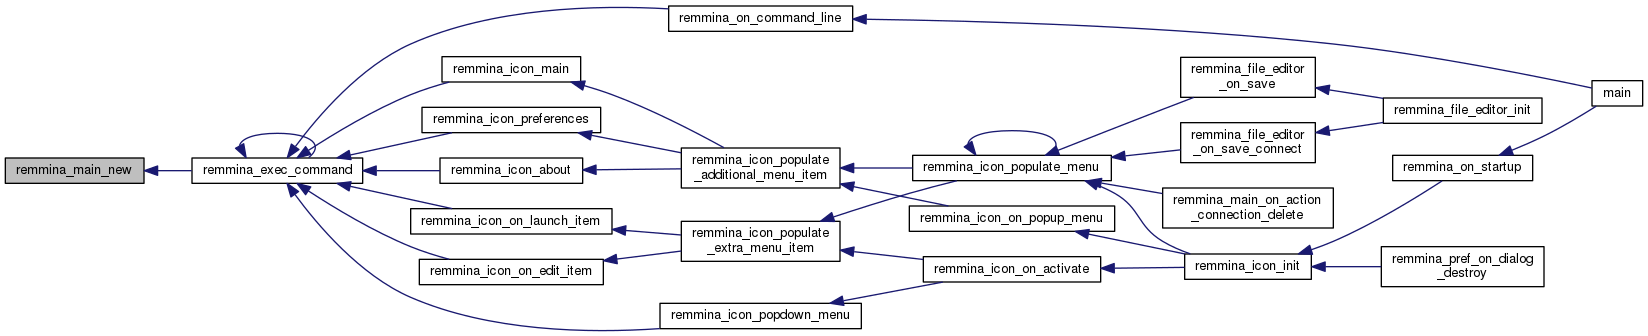 remmina_main_new
remmina_exec_command
remmina_on_command_line
remmina_icon_main
remmina_icon_preferences
remmina_icon_about
remmina_icon_on_launch_item
remmina_icon_on_edit_item
remmina_icon_popdown_menu
remmina_icon_populate
_additional_menu_item
remmina_icon_populate
_extra_menu_item
remmina_icon_populate_menu
remmina_icon_on_popup_menu
remmina_icon_on_activate
remmina_file_editor
_on_save
remmina_file_editor
_on_save_connect
remmina_main_on_action
_connection_delete
remmina_icon_init
remmina_file_editor_init
remmina_on_startup
remmina_pref_on_dialog
_destroy
main